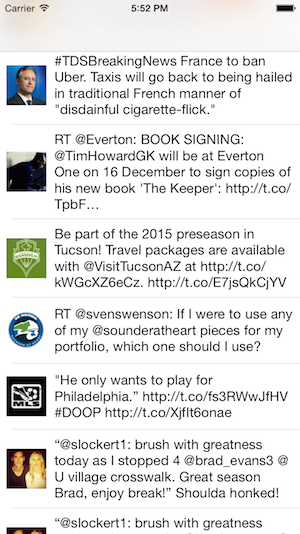 Carrier
5:52 PM
#TDSBreakingNews France to ban
Uber. Taxis will go back to being hailed
in traditional French manner of
"disdainful cigarette-flick."
RT @Everton: BOOK SIGNING:
@TimHowardGK will be at Everton
One on 16 December to sign copies of
his new book 'The Keeper': http://t.co/
TpbF…
Be part of the 2015 preseason in
Tucson! Travel packages are available
with @VisitTucsonAZ at http://t.co/
kWGcXZ6eCz. http://t.co/E7jsQkCjYV
RT @svenswenson: If I were to use any
of my @sounderatheart pieces for my
portfolio, which one should I use?
MLS
"He only wants to play for
Philadelphia.” http://t.co/fs3RWwJfHV
#DOOP http://t.co/Xjflt6onae
“@slockert1: brush with greatness
today as I stopped 4 @brad_evans3 @
U village crosswalk. Great season
Brad, enjoy break!” Shoulda honked!
“@slockert1: brush with greatness